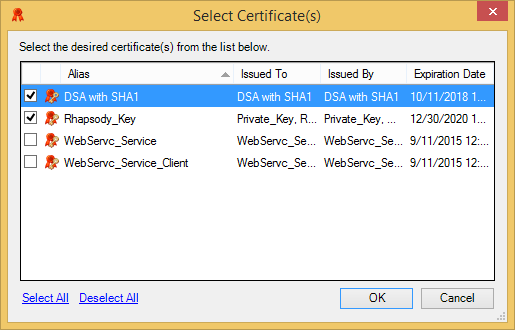 Select Certificate(s)
Select the desired certificate(s) from the list below.
Alias Issued To Issued By Expiration Date
DSA with SHA1 DSA with SHA1 DSA with SHA1 10/11/2018 1...
Rhapsody_Key Private_Key, R... Private_Key, ... 12/30/2020 1...
WebServc_Service WebServc_Se... WebServc_Se... 9/11/2015 12:...
WebServc_Service_Client WebServc_Se... WebServc_Se... 9/11/2015 12:...
Select All Deselect All OK Cancel